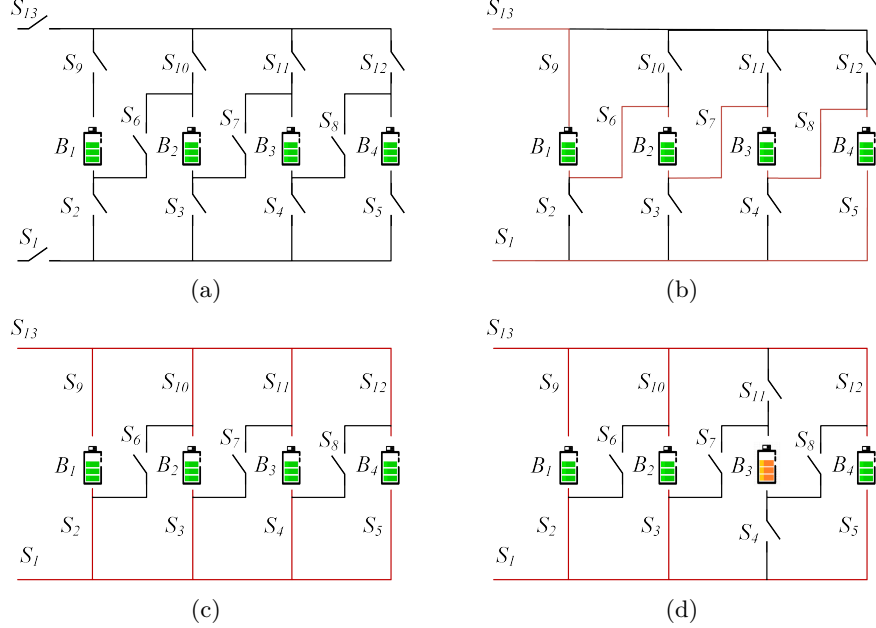 S13
S9 S10 S11 S12
S6 S7 S8
B1 B2 B3 B4
S2 S3 S4 S5
S1
(a)
S13
S9 S10 S11 S12
S6 S7 S8
B1 B2 B3 B4
S2 S3 S4 S5
S1
(b)
S13
S9 S10 S11 S12
S6 S7 S8
B1 B2 B3 B4
S2 S3 S4 S5
S1
(c)
S13
S9 S10 S11 S12
S6 S7 S8
B1 B2 B3 B4
S2 S3 S4 S5
S1
(d)